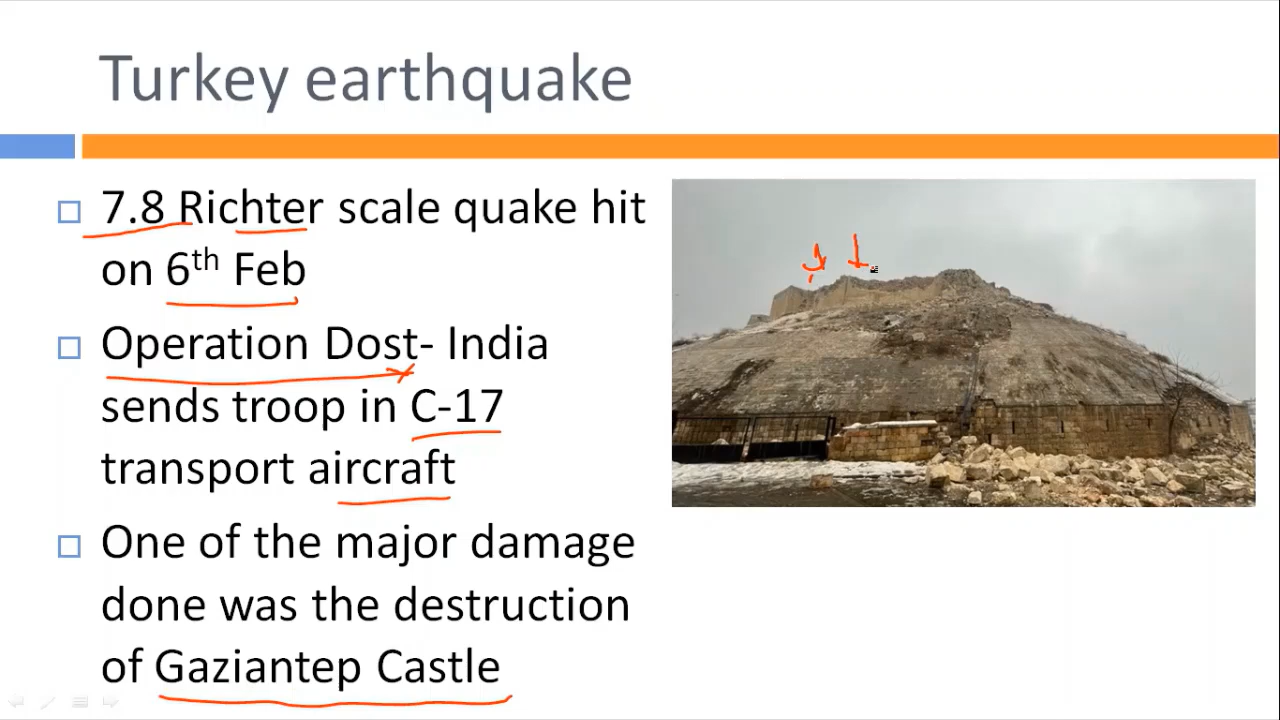 Turkey earthquake
7.8 Richter scale quake hit
on 6th Feb
Operation Dost- India
sends troop in C-17
transport aircraft
One of the major damage
done was the destruction
of Gaziantep Castle